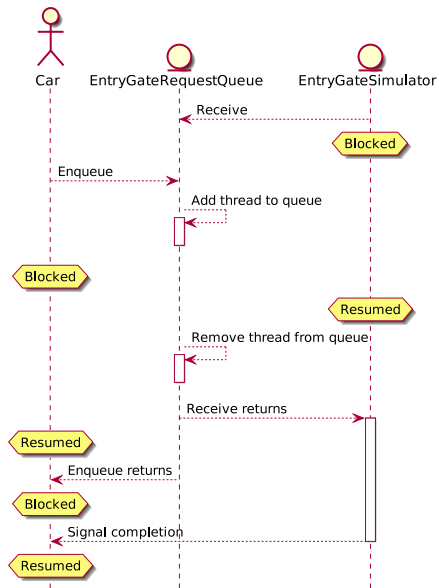 Car
EntryGateRequestQueue
EntryGateSimulator
Receive
Blocked
Enqueue
Add thread to queue
Blocked
Resumed
Remove thread from queue
Receive returns
Resumed
Enqueue returns
Blocked
Signal completion
Resumed